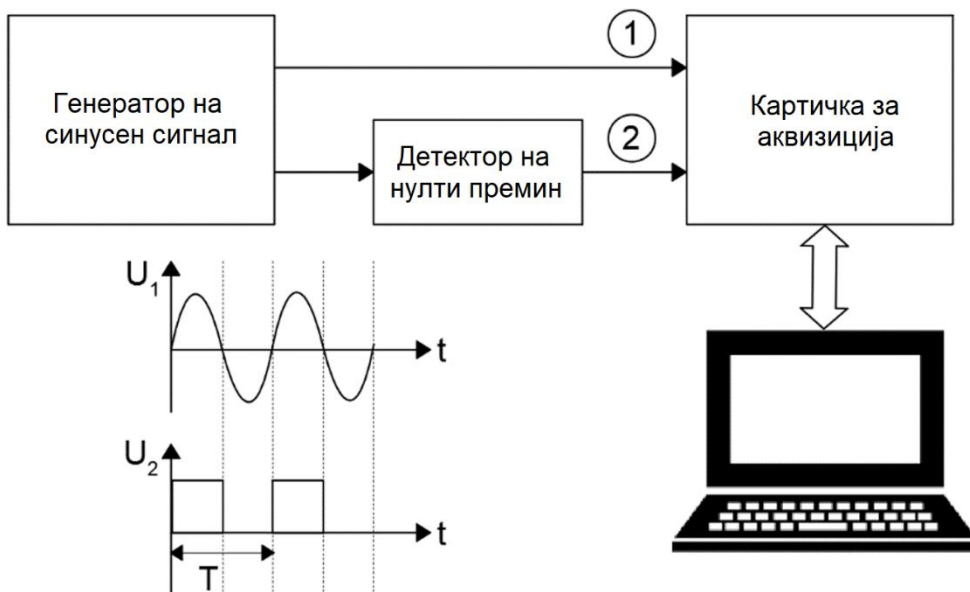 Генератор на
синусен сигнал
1
Детектор на
нулти премин
2
Картичка за
аквизиција
U1
t
U2
t
T